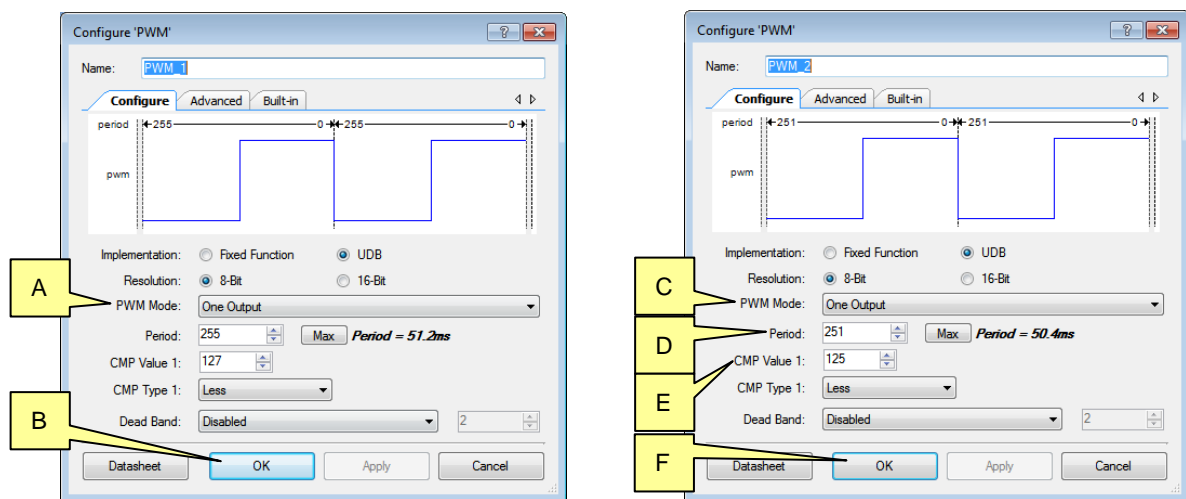 Configure 'PWM'
Name: PWM_1
Configure Advanced Built-in
period 255 0 255 0
pwm
Implementation: Fixed Function UDB
Resolution: 8-Bit 16-Bit
A
PWM Mode: One Output
Period: 255 Max Period = 51.2ms
CMP Value 1: 127
CMP Type 1: Less
B
Dead Band: Disabled 2
Datasheet OK Apply Cancel
Configure 'PWM'
Name: PWM_2
Configure Advanced Built-in
period 251 0 251 0
pwm
Implementation: Fixed Function UDB
Resolution: 8-Bit 16-Bit
C
PWM Mode: One Output
D
Period: 251 Max Period = 50.4ms
E
CMP Value 1: 125
CMP Type 1: Less
Dead Band: Disabled 2
F
Datasheet OK Apply Cancel